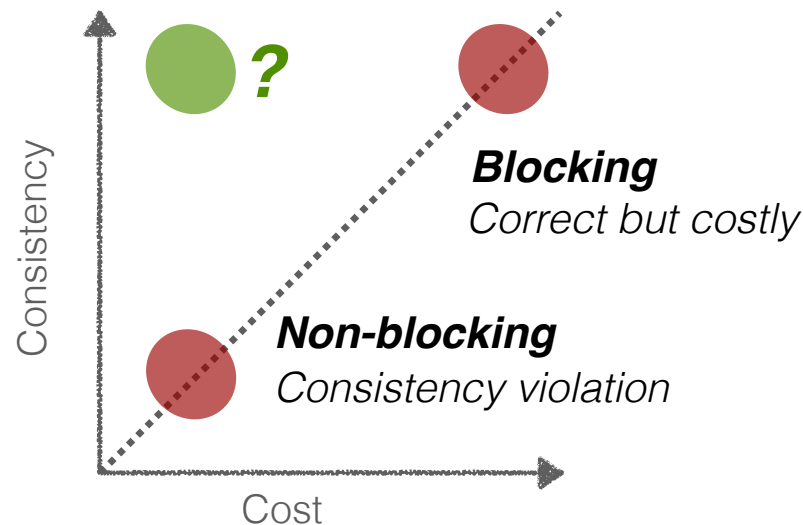 ?
Consistency
Blocking
Correct but costly
Non-blocking
Consistency violation
Cost